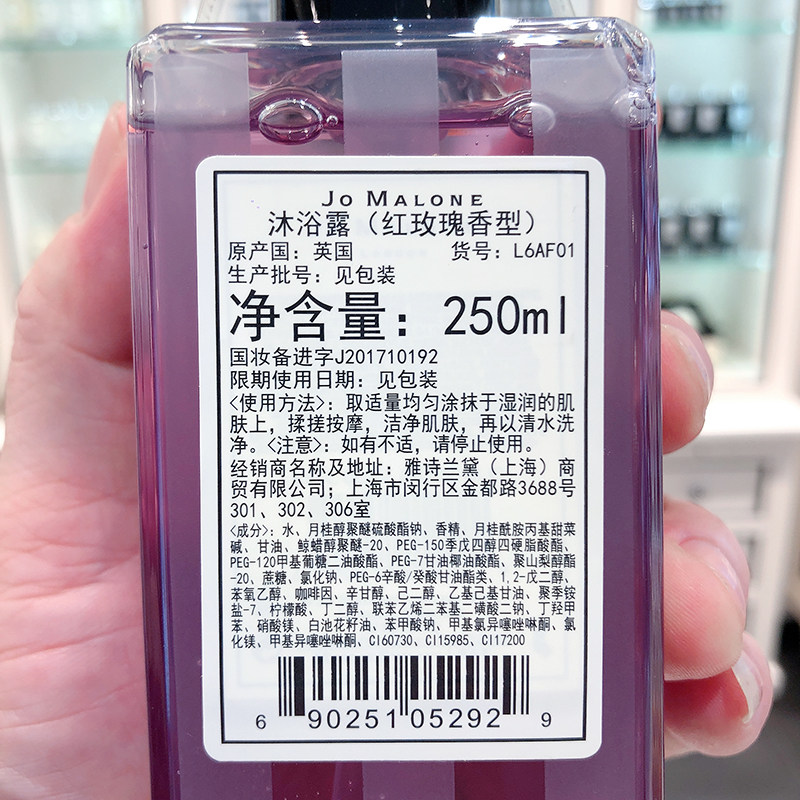 JO MALONE
沐浴露（红玫瑰香型）
原产国：英国 货号：L6AF01
生产批号：见包装
净含量：250ml
国妆备进字J201710192
限期使用日期：见包装
<使用方法>：取适量均匀涂抹于湿润的肌
肤上，揉搓按摩，洁净肌肤，再以清水洗
净。<注意>：如有不适，请停止使用。
经销商名称及地址：雅诗兰黛（上海）商
贸有限公司；上海市闵行区金都路3688号
301、302、306室
<成分>：水、月桂醇聚醚硫酸酯钠、香精、月桂酰胺丙基甜菜
碱、甘油、鲸蜡醇聚醚-20、PEG-150季戊四醇四硬脂酸酯、
PEG-120甲基葡糖二油酸酯、PEG-7甘油椰油酸酯、聚山梨醇酯
-20、蔗糖、氯化钠、PEG-6辛酸/癸酸甘油酯类、1,2-戊二醇、
苯氧乙醇、咖啡因、辛甘醇、己二醇、乙基己基甘油、聚季铵
盐-7、柠檬酸、丁二醇、联苯乙烯二苯基二磺酸二钠、丁羟甲
苯、硝酸镁、白池花籽油、苯甲酸钠、甲基氯异噻唑啉酮、氯
化镁、甲基异噻唑啉酮、CI60730、CI15985、CI17200
6 90251 05292 9